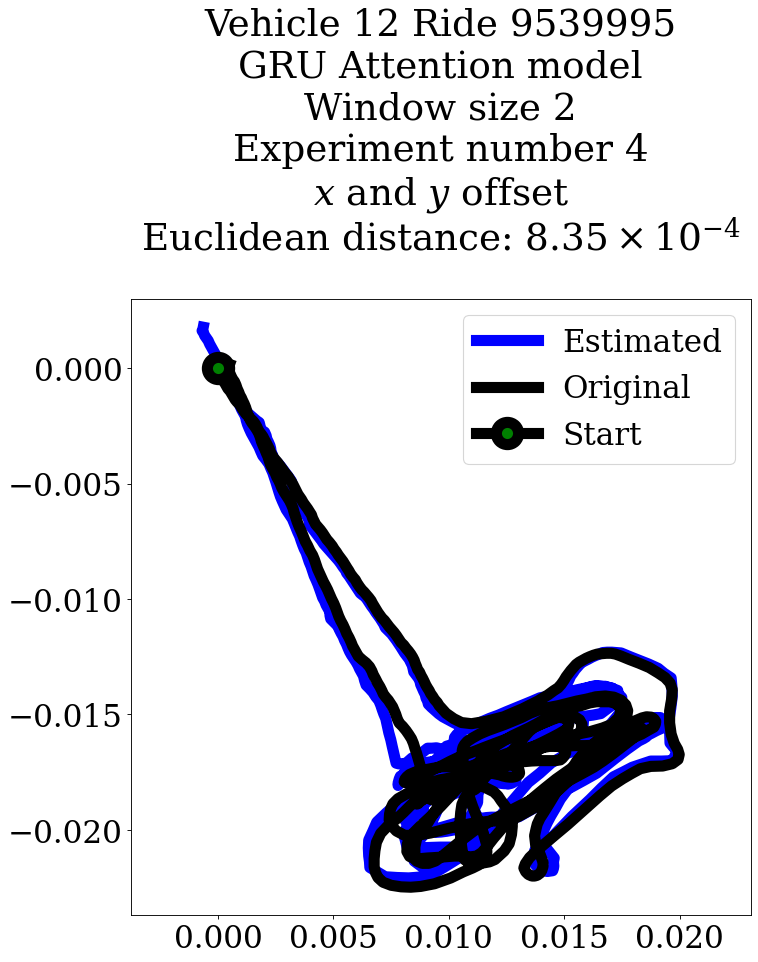 Vehicle 12 Ride 9539995
GRU Attention model
Window size 2
Experiment number 4
x and y offset
Euclidean distance: 8.35 × 10⁻⁴
Estimated
Original
Start
0.000
−0.005
−0.010
−0.015
−0.020
0.000 0.005 0.010 0.015 0.020